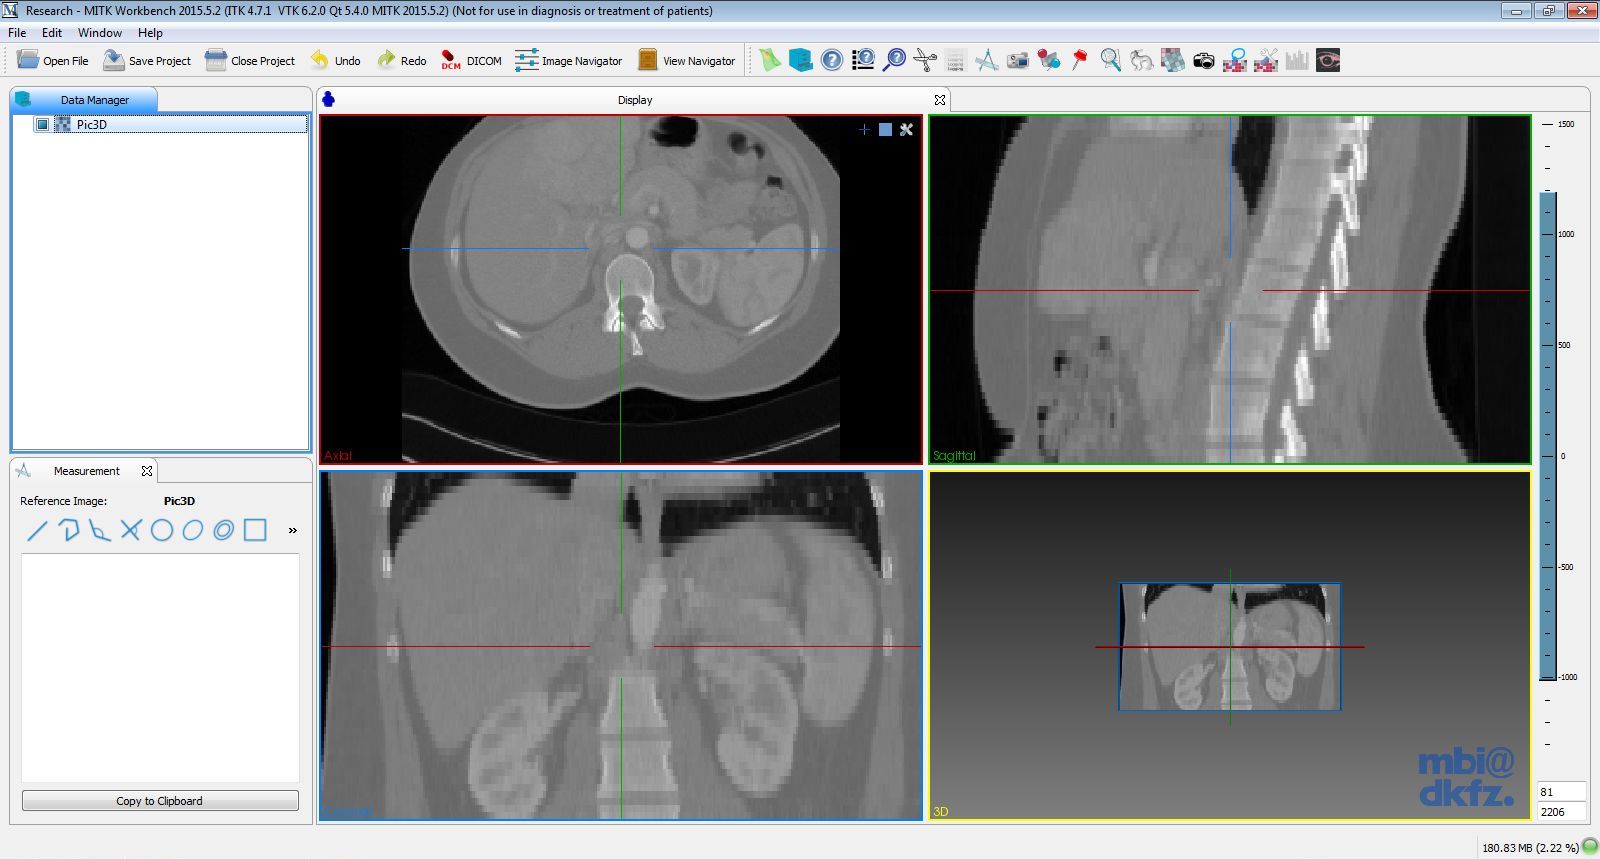 Research - MITK Workbench 2015.5.2 (ITK 4.7.1 VTK 6.2.0 Qt 5.4.0 MITK 2015.5.2) (Not for use in diagnosis or treatment of patients)
File Edit Window Help
Open File Save Project Close Project Undo Redo DCM DICOM Image Navigator View Navigator
Data Manager
Pic3D
Measurement
Reference Image: Pic3D
»
Copy to Clipboard
Display
Axial
Sagittal
Coronal
3D
mbi@
dkfz.
1500
1000
500
0
-500
-1000
81
2206
180.83 MB (2.22 %)